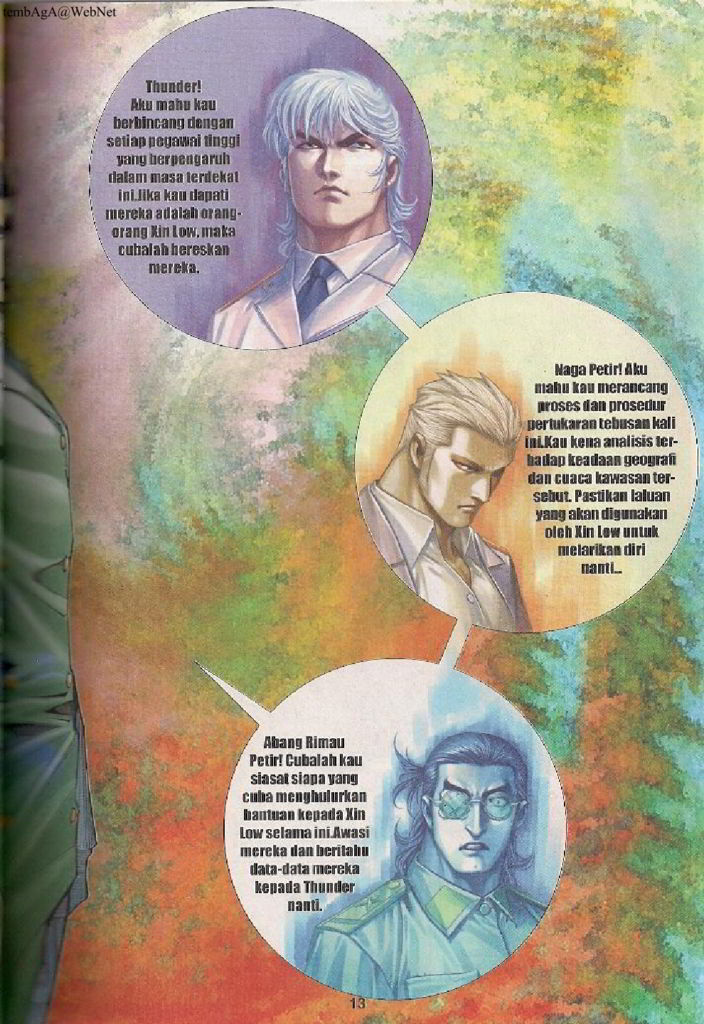 tembAgA@WebNet
Thunder!
Aku mahu kau
berbincang dengan
setiap pegawai tinggi
yang berpengaruh
dalam masa terdekat
ini.Jika kau dapati
mereka adalah orang-
orang Xin Low, maka
cubalah bereskan
mereka.
Naga Petir! Aku
mahu kau merancang
proses dan prosedur
pertukaran tebusan kali
ini.Kau kena analisis ter-
hadap keadaan geografi
dan cuaca kawasan ter-
sebut. Pastikan laluan
yang akan digunakan
oleh Xin Low untuk
melarikan diri
nanti...
Abang Rimau
Petir! Cubalah kau
siasat siapa yang
cuba menghulurkan
bantuan kepada Xin
Low selama ini.Awasi
mereka dan beritahu
data-data mereka
kepada Thunder
nanti.
13